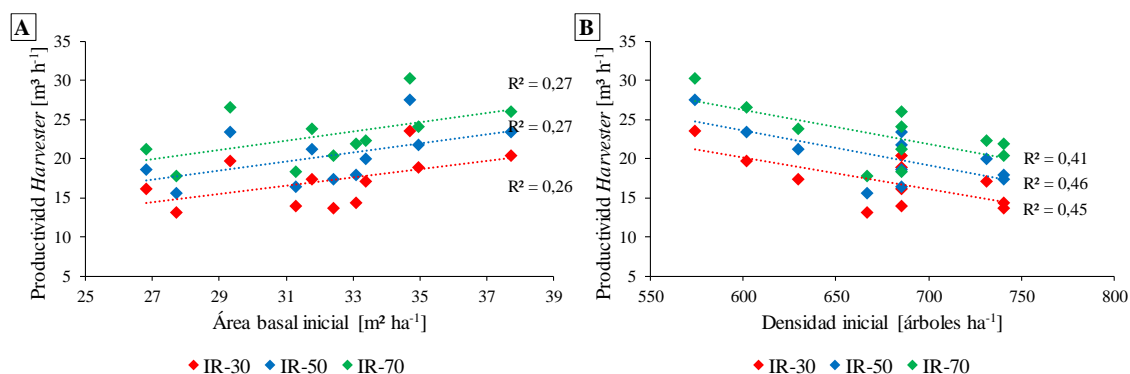 A
Productividd Harvester [m³ h⁻¹]
35
30
25
20
15
10
5
R² = 0,27
R² = 0,27
R² = 0,26
25 27 29 31 33 35 37 39
Área basal inicial [m² ha⁻¹]
IR-30 IR-50 IR-70
B
Productividd Harvester [m³ h⁻¹]
35
30
25
20
15
10
5
R² = 0,41
R² = 0,46
R² = 0,45
550 600 650 700 750 800
Densidad inicial [árboles ha⁻¹]
IR-30 IR-50 IR-70